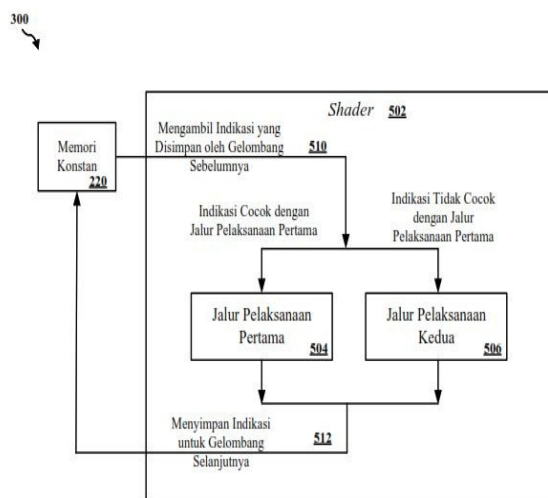 300
Shader 502
Memori
Konstan
220
Mengambil Indikasi yang
Disimpan oleh Gelombang 510
Sebelumnya
Indikasi Cocok dengan
Jalur Pelaksanaan Pertama
Indikasi Tidak Cocok
dengan Jalur
Pelaksanaan Pertama
Jalur Pelaksanaan
Pertama
504
Jalur Pelaksanaan
Kedua
506
Menyimpan Indikasi
untuk Gelombang 512
Selanjutnya